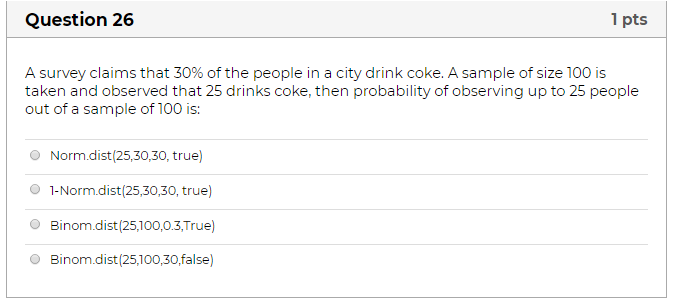 Question 26
1 pts
A survey claims that 30% of the people in a city drink coke. A sample of size 100 is
taken and observed that 25 drinks coke, then probability of observing up to 25 people
out of a sample of 100 is:
Norm.dist(25,30,30, true)
1-Norm.dist(25,30,30, true)
Binom.dist(25,100,0.3,True)
Binom.dist(25,100,30,false)